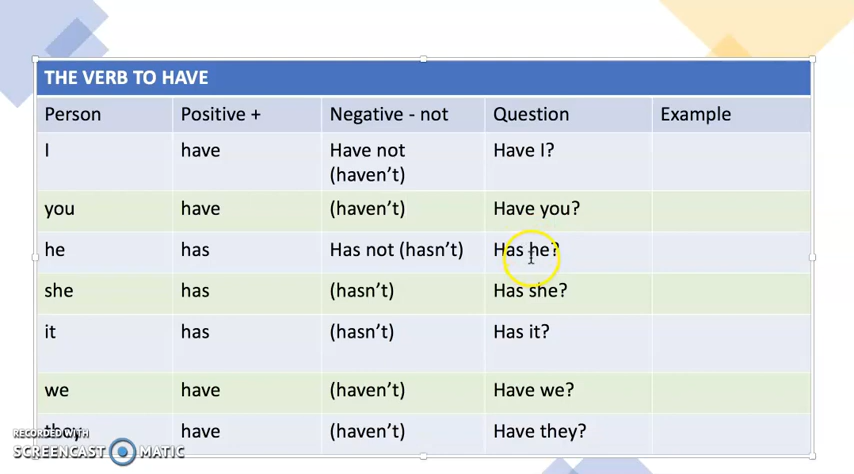 THE VERB TO HAVE
Person Positive + Negative - not Question Example
I have Have not Have I?
(haven't)
you have (haven't) Have you?
he has Has not (hasn't) Has he?
she has (hasn't) Has she?
it has (hasn't) Has it?
we have (haven't) Have we?
they have (haven't) Have they?
RECORDED WITH
SCREENCAST MATIC